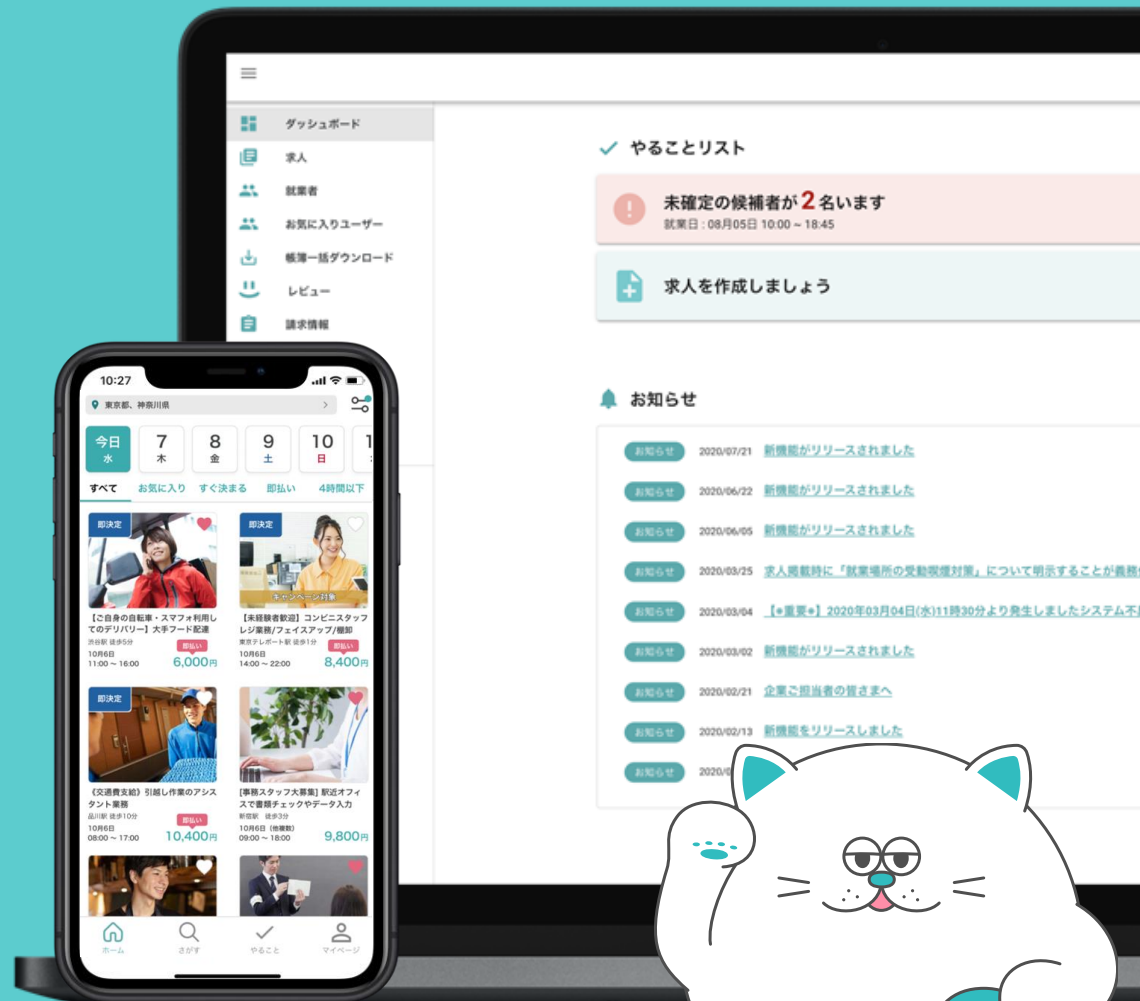 ダッシュボード
求人
就業者
お気に入りユーザー
帳簿一括ダウンロード
レビュー
請求情報
やることリスト
未確定の候補者が2名います
就業日 : 08月05日 10:00 ~ 18:45
求人を作成しましょう
お知らせ
お知らせ 2020/07/21 新機能がリリースされました
お知らせ 2020/06/22 新機能がリリースされました
お知らせ 2020/06/05 新機能がリリースされました
お知らせ 2020/03/25 求人掲載時に「就業場所の受動喫煙対策」について明示することが義務
お知らせ 2020/03/04 【*重要*】2020年03月04日(水)11時30分より発生しましたシステム不
お知らせ 2020/03/02 新機能がリリースされました
お知らせ 2020/02/21 企業ご担当者の皆さまへ
お知らせ 2020/02/13 新機能をリリースしました
お知らせ 2020/0
10:27
東京都、神奈川県
今日 7 8 9 10 1
水 木 金 土 日
すべて お気に入り すぐ決まる 即払い 4時間以下
即決定
【ご自身の自転車・スマフォ利用し
てのデリバリー】大手フード配達
渋谷駅 徒歩5分
即払い
10月6日
11:00 ~ 16:00
6,000円
即決定
キャンペーン対象
【未経験者歓迎】コンビニスタッフ
レジ業務/フェイスアップ/棚卸
東京テレポート駅 徒歩1分
即払い
10月6日
14:00 ~ 22:00
8,400円
即決定
《交通費支給》引越し作業のアシス
タント業務
品川駅 徒歩10分
即払い
10月6日
08:00 ~ 17:00
10,400円
[事務スタッフ大募集] 駅近オフィ
スで書類チェックやデータ入力
新宿駅 徒歩3分
10月6日 (他複数)
09:00 ~ 18:00
9,800円
ホーム さがす やること マイページ